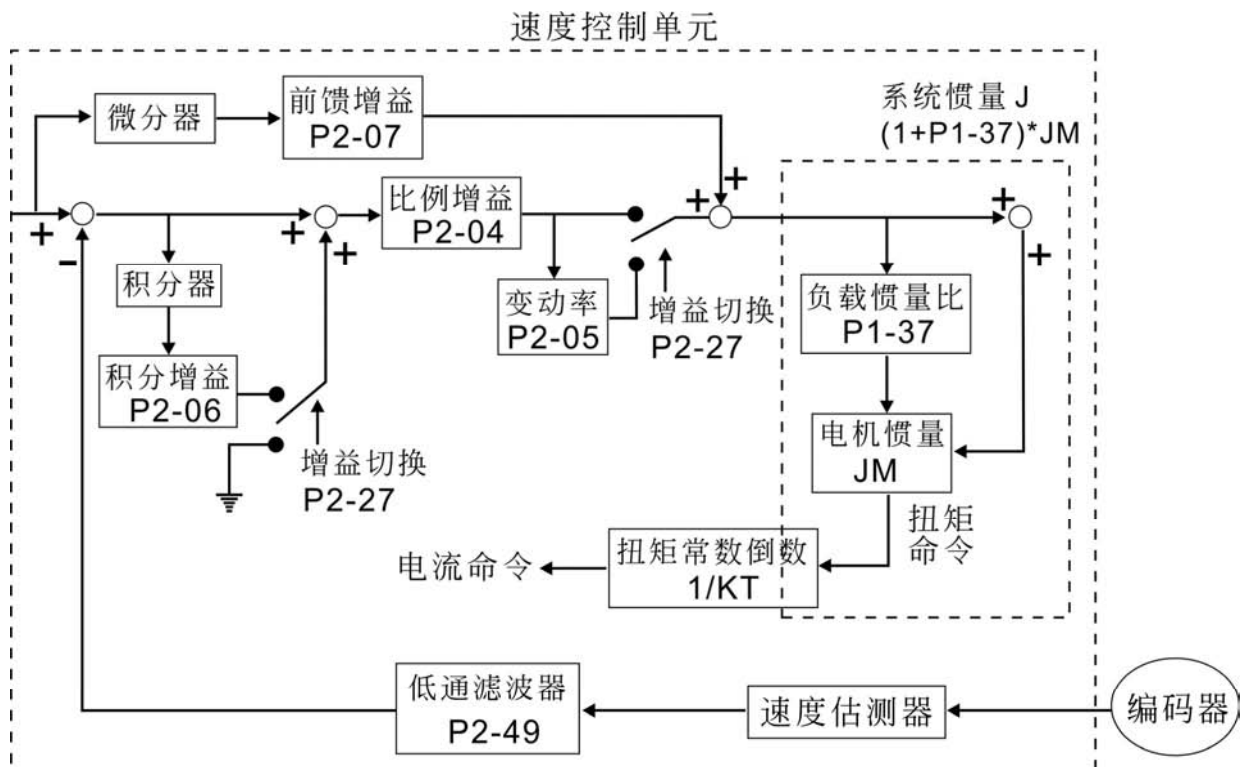 速度控制单元
微分器
前馈增益
P2-07
系统惯量 J
(1+P1-37)*JM
+
+
+
+
比例增益
P2-04
+
+
-
+
+
积分器
变动率
P2-05
增益切换
P2-27
负载惯量比
P1-37
积分增益
P2-06
增益切换
P2-27
电机惯量
JM
扭矩
命令
电流命令
扭矩常数倒数
1/KT
低通滤波器
P2-49
速度估测器
编码器